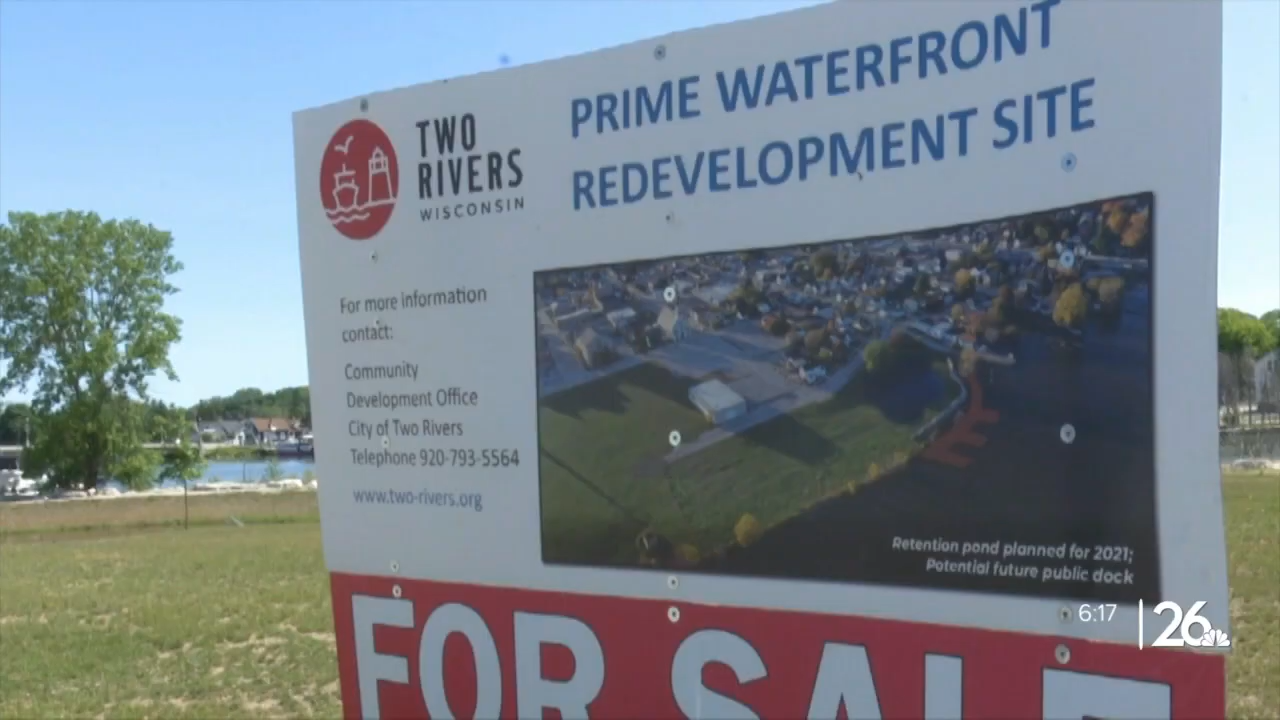 PRIME WATERFRONT
REDEVELOPMENT SITE
TWO
RIVERS
WISCONSIN
For more information
contact:
Community
Development Office
City of Two Rivers
Telephone 920-793-5564
www.two-rivers.org
Retention pond planned for 2021;
Potential future public dock
FOR SALE
6:17
26